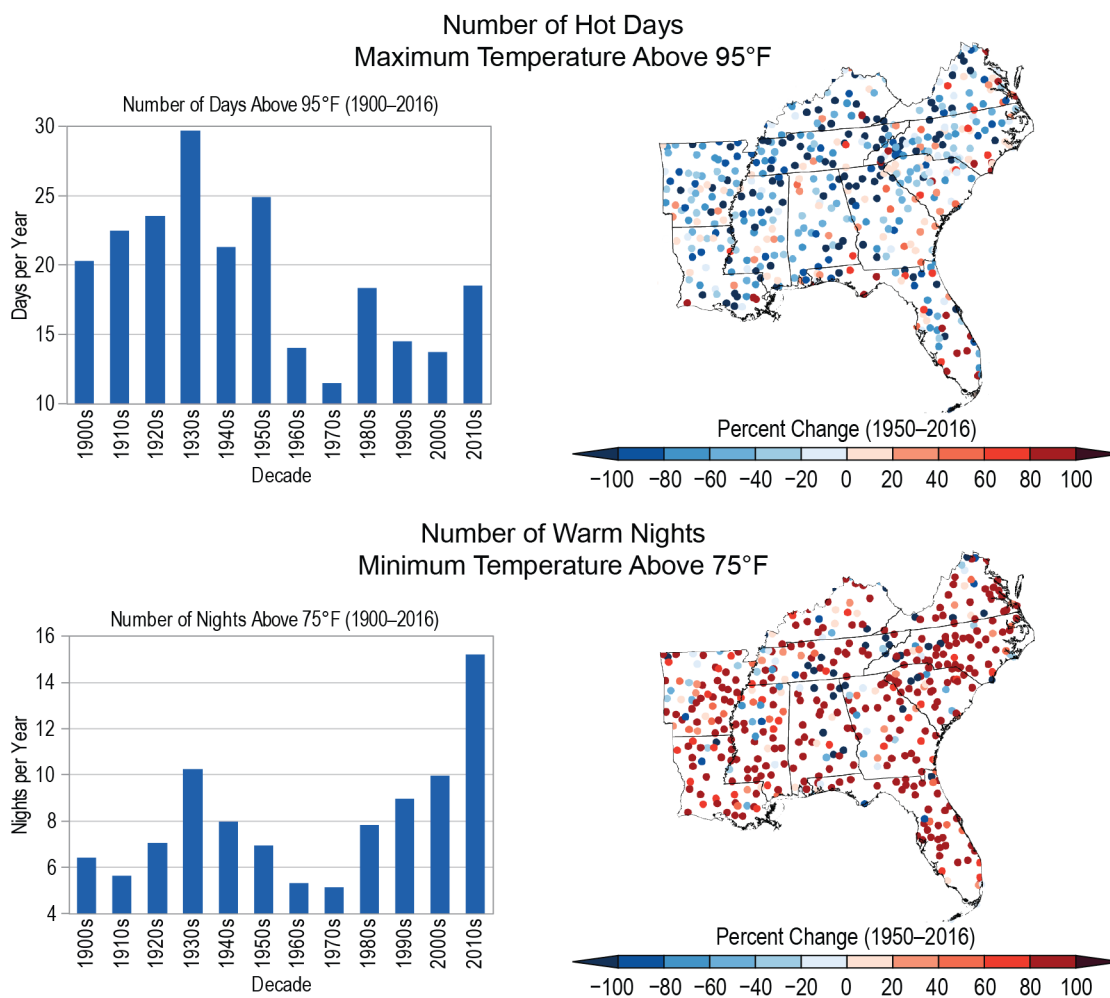 Number of Hot Days
Maximum Temperature Above 95°F
Number of Days Above 95°F (1900–2016)
Days per Year
30
25
20
15
10
1900s
1910s
1920s
1930s
1940s
1950s
1960s
1970s
1980s
1990s
2000s
2010s
Decade
Percent Change (1950–2016)
−100 −80 −60 −40 −20 0 20 40 60 80 100
Number of Warm Nights
Minimum Temperature Above 75°F
Number of Nights Above 75°F (1900–2016)
Nights per Year
16
14
12
10
8
6
4
1900s
1910s
1920s
1930s
1940s
1950s
1960s
1970s
1980s
1990s
2000s
2010s
Decade
Percent Change (1950–2016)
−100 −80 −60 −40 −20 0 20 40 60 80 100